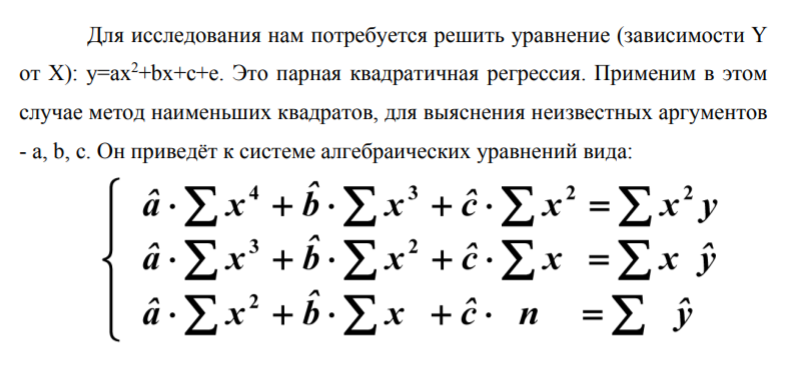 Для исследования нам потребуется решить уравнение (зависимости Y
от X): y=ax²+bx+c+e. Это парная квадратичная регрессия. Применим в этом
случае метод наименьших квадратов, для выяснения неизвестных аргументов
- a, b, c. Он приведёт к системе алгебраических уравнений вида:
â · ∑ x⁴ + b̂ · ∑ x³ + ĉ · ∑ x² = ∑ x² y
â · ∑ x³ + b̂ · ∑ x² + ĉ · ∑ x = ∑ x ŷ
â · ∑ x² + b̂ · ∑ x + ĉ · n = ∑ ŷ